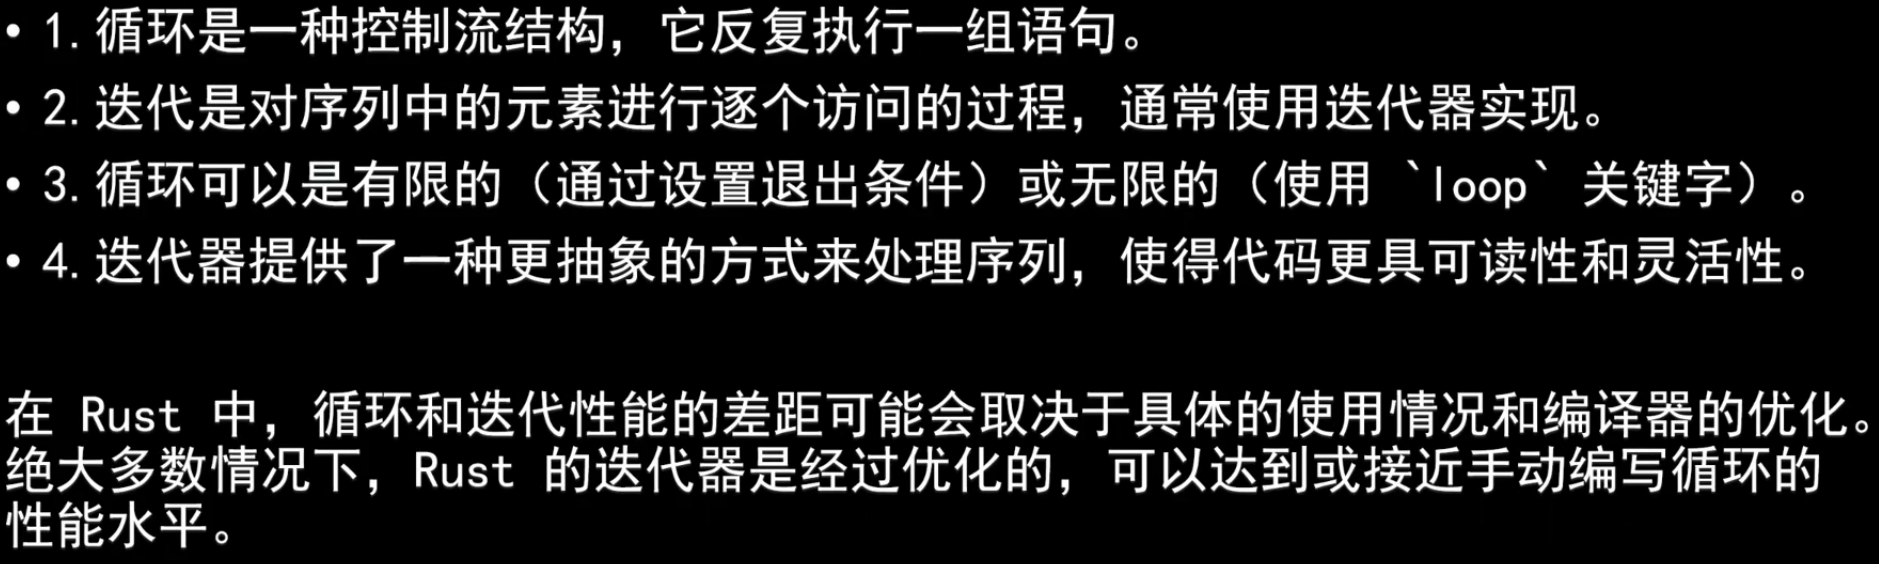 • 1. 循环是一种控制流结构，它反复执行一组语句。
• 2. 迭代是对序列中的元素进行逐个访问的过程，通常使用迭代器实现。
• 3. 循环可以是有限的（通过设置退出条件）或无限的（使用 `loop` 关键字）。
• 4. 迭代器提供了一种更抽象的方式来处理序列，使得代码更具可读性和灵活性。
在 Rust 中，循环和迭代性能的差距可能会取决于具体的使用情况和编译器的优化。
绝大多数情况下，Rust 的迭代器是经过优化的，可以达到或接近手动编写循环的
性能水平。